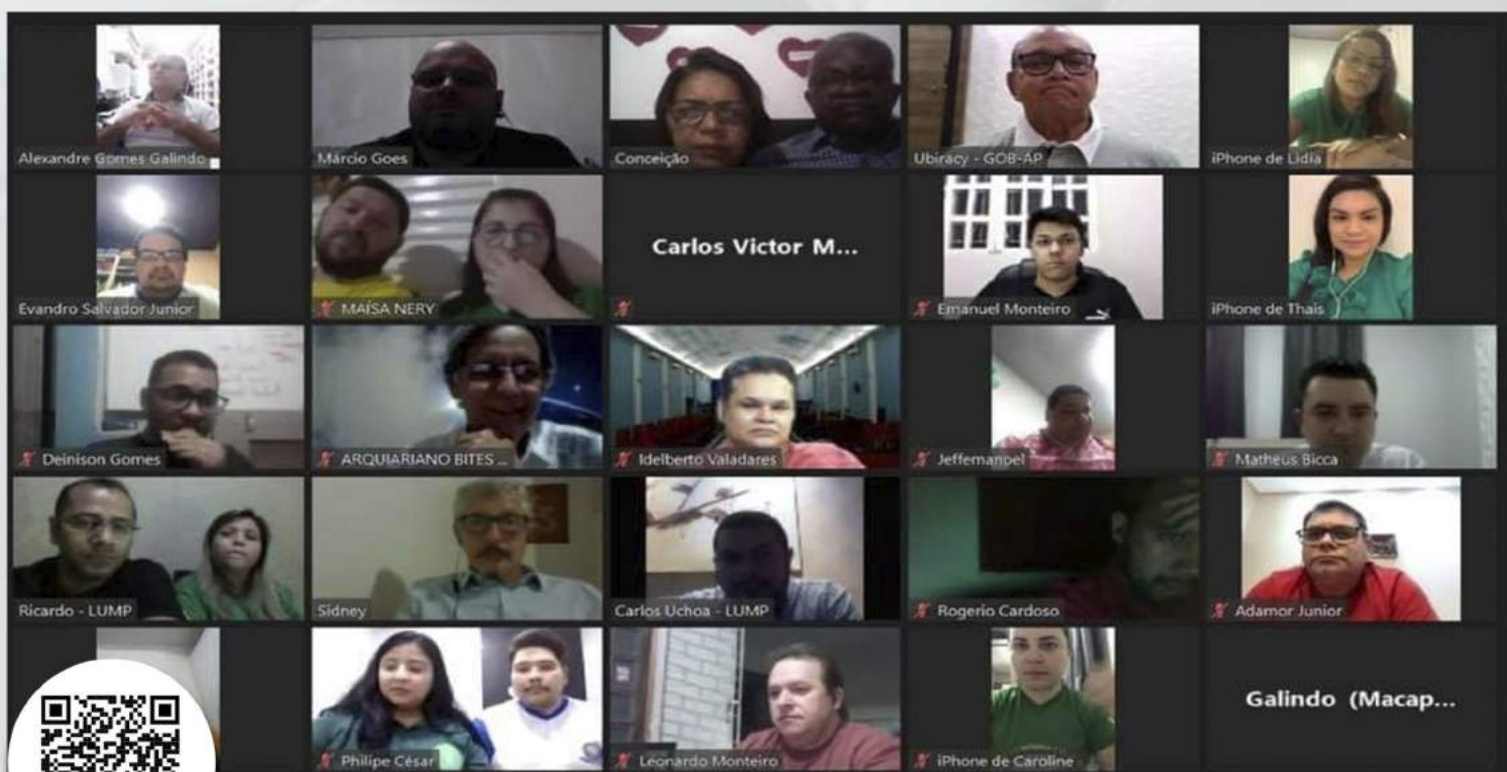 Alexandre Gomes Galindo
Márcio Goes
Conceição
Ubiracy - GOB-AP
iPhone de Lidia
Evandro Salvador Junior
MAÍSA NERY
Carlos Victor M...
Emanuel Monteiro
iPhone de Thais
Deinison Gomes
ARQUIARIANO BITES ...
Idelberto Valadares
Jeffemanoel
Matheus Bicca
Ricardo - LUMP
Sidney
Carlos Uchoa - LUMP
Rogerio Cardoso
Adamor Junior
Philipe César
Leonardo Monteiro
iPhone de Caroline
Galindo (Macap...